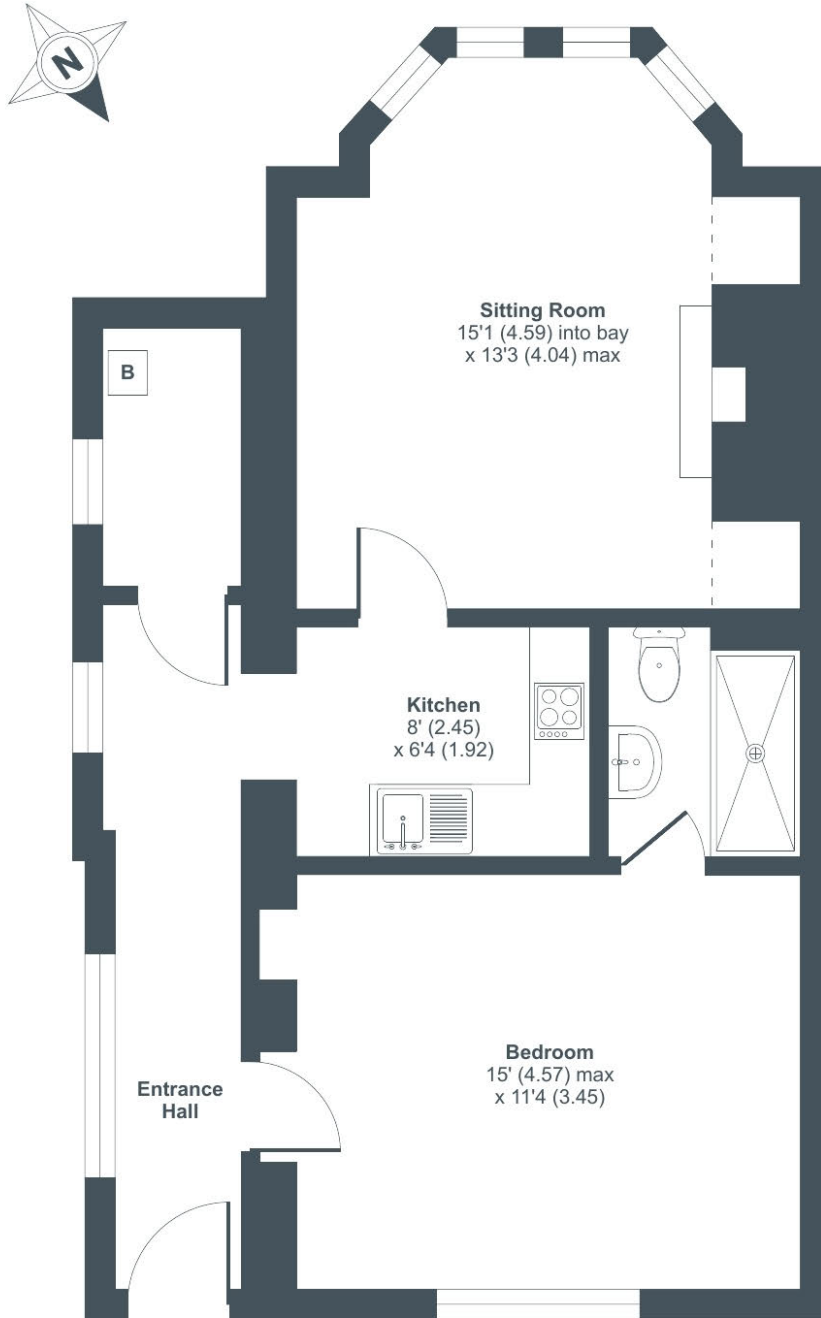 N
Sitting Room
15'1 (4.59) into bay
x 13'3 (4.04) max
B
Kitchen
8' (2.45)
x 6'4 (1.92)
Bedroom
15' (4.57) max
x 11'4 (3.45)
Entrance
Hall